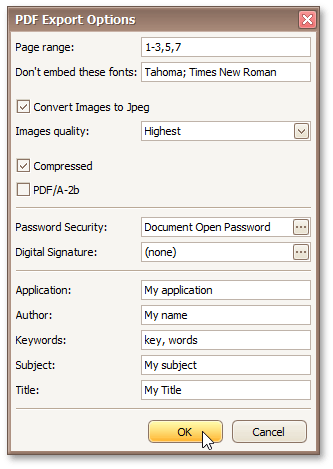 PDF Export Options
Page range: 1-3,5,7
Don't embed these fonts: Tahoma; Times New Roman
Convert Images to Jpeg
Images quality: Highest
Compressed
PDF/A-2b
Password Security: Document Open Password
Digital Signature: (none)
Application: My application
Author: My name
Keywords: key, words
Subject: My subject
Title: My Title
OK Cancel